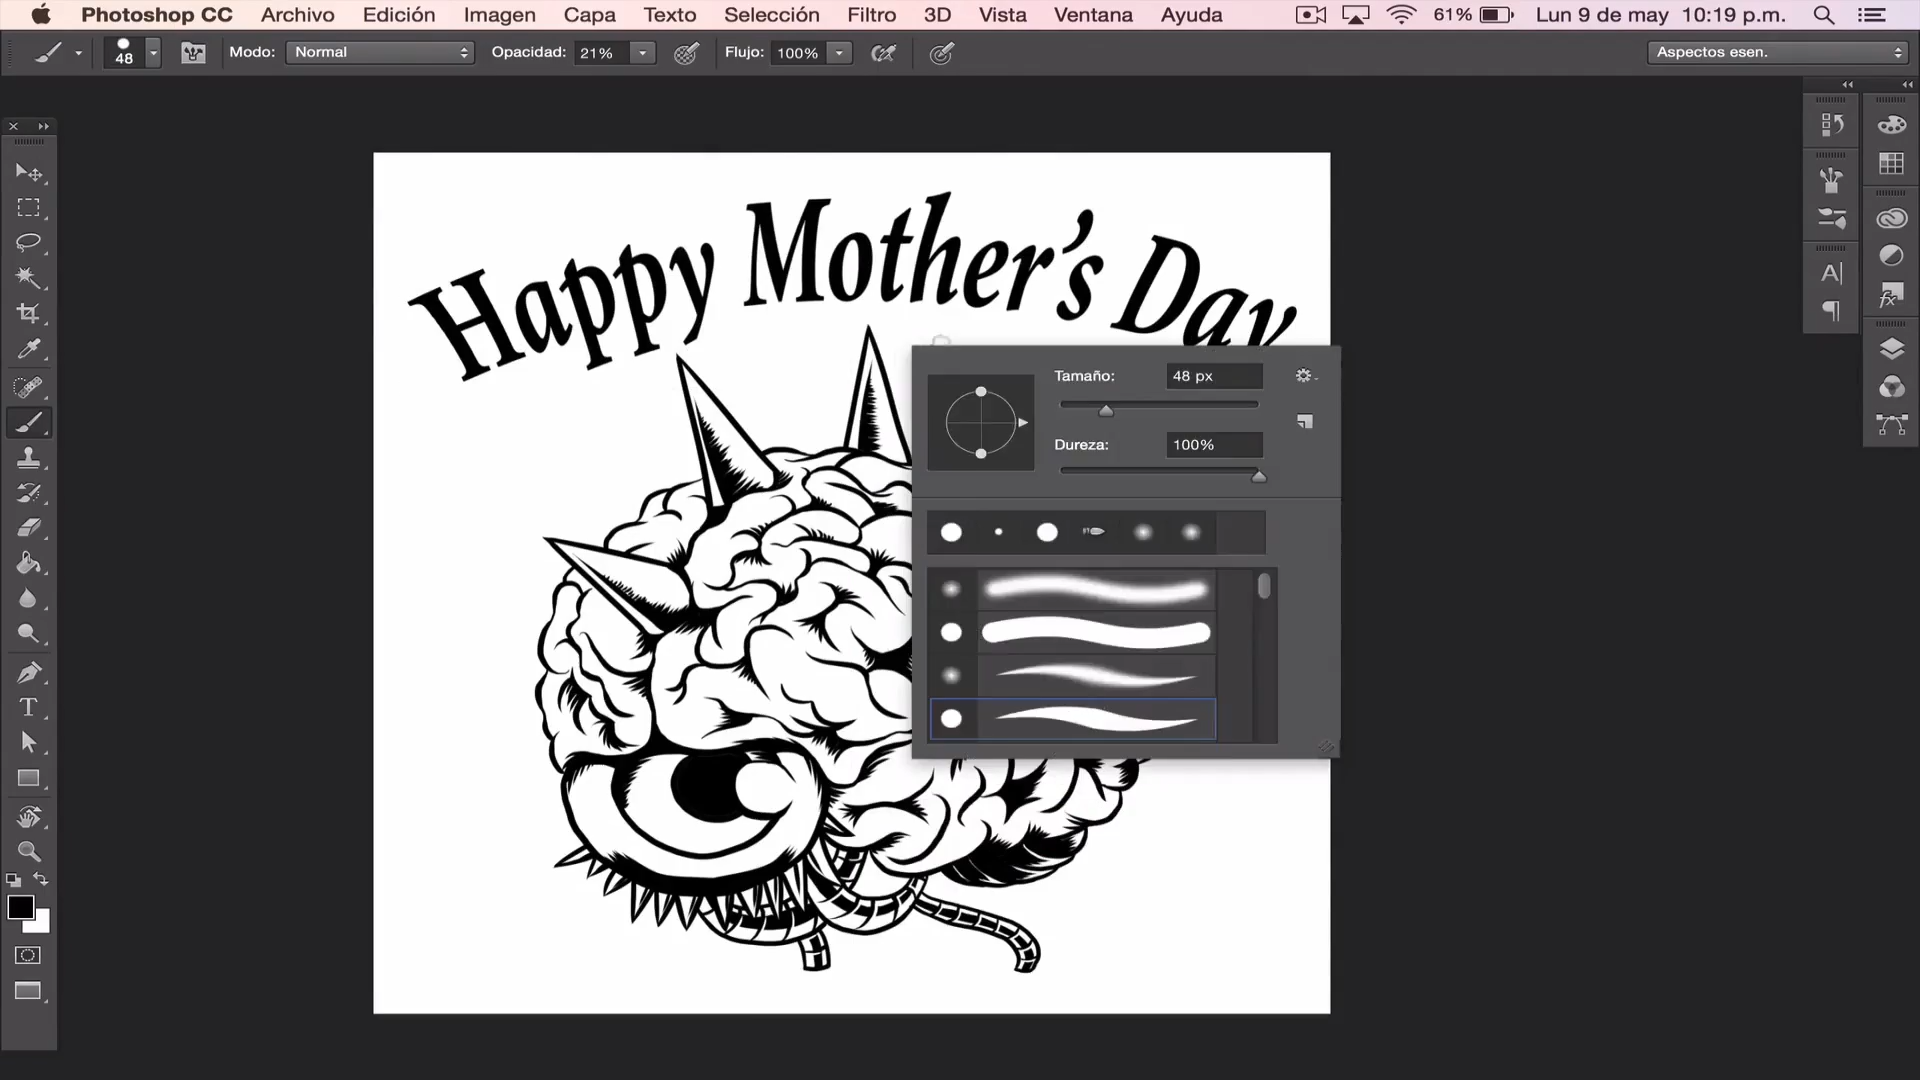 Photoshop CC Archivo Edición Imagen Capa Texto Selección Filtro 3D Vista Ventana Ayuda 61% Lun 9 de may 10:19 p.m.
48 Modo: Normal Opacidad: 21% Flujo: 100% Aspectos esen.
Happy Mother's Day
Tamaño: 48 px
Dureza: 100%